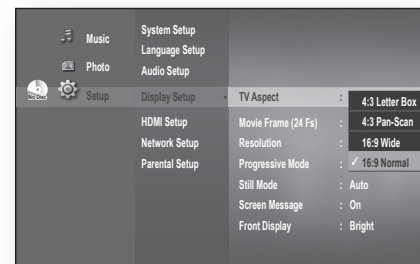 Music
Photo
No Disc
Setup
System Setup
Language Setup
Audio Setup
Display Setup
HDMI Setup
Network Setup
Parental Setup
TV Aspect :
Movie Frame (24 Fs) :
Resolution :
Progressive Mode :
Still Mode : Auto
Screen Message : On
Front Display : Bright
4:3 Letter Box
4:3 Pan-Scan
16:9 Wide
✓ 16:9 Normal